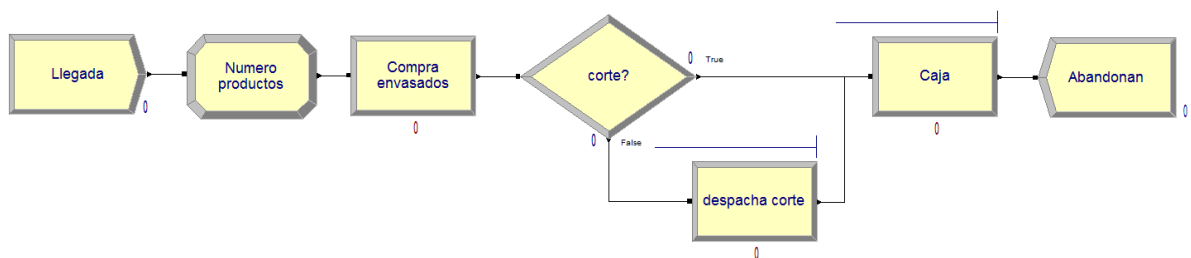 Llegada
0
Numero
productos
Compra
envasados
0
corte?
0
True
0
False
despacha corte
0
Caja
0
Abandonan
0